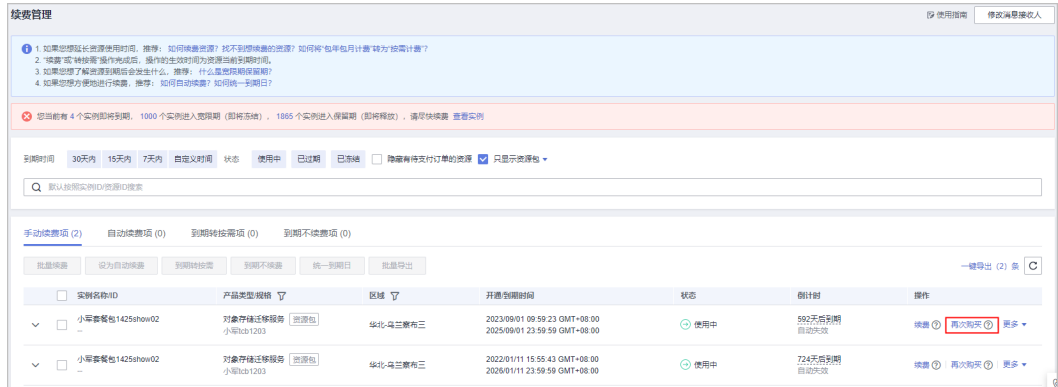 续费管理
使用指南 修改消息接收人
1. 如果您想延长资源使用时间，推荐： 如何续费资源？找不到想续费的资源？如何将“包年包月计费”转为“按需计费”？
2. “续费”或“转按需”操作完成后，操作的生效时间为资源当前到期时间。
3. 如果您想了解资源到期后会发生什么，推荐： 什么是宽限期保留期？
4. 如果您想方便地进行续费，推荐： 如何自动续费？如何统一到期日？
您当前有 4 个实例即将到期， 1000 个实例进入宽限期（即将冻结）， 1865 个实例进入保留期（即将释放），请尽快续费 查看实例
到期时间 30天内 15天内 7天内 自定义时间 状态 使用中 已过期 已冻结 隐藏有待支付订单的资源 只显示资源包
默认按照实例ID/资源ID搜索
手动续费项 (2) 自动续费项 (0) 到期转按需项 (0) 到期不续费项 (0)
批量续费 设为自动续费 到期转按需 到期不续费 统一到期日 批量导出 一键导出（2）条
实例名称/ID 产品类型/规格 区域 开通/到期时间 状态 倒计时 操作
小军套餐包1425show02 对象存储迁移服务 资源包 华北-乌兰察布三 2023/09/01 09:59:23 GMT+08:00 使用中 592天后到期 续费 再次购买 更多
-- 小军tcb1203 2025/09/01 23:59:59 GMT+08:00 自动失效
小军套餐包1425show02 对象存储迁移服务 资源包 华北-乌兰察布三 2022/01/11 15:55:43 GMT+08:00 使用中 724天后到期 续费 再次购买 更多
-- 小军tcb1203 2026/01/11 23:59:59 GMT+08:00 自动失效